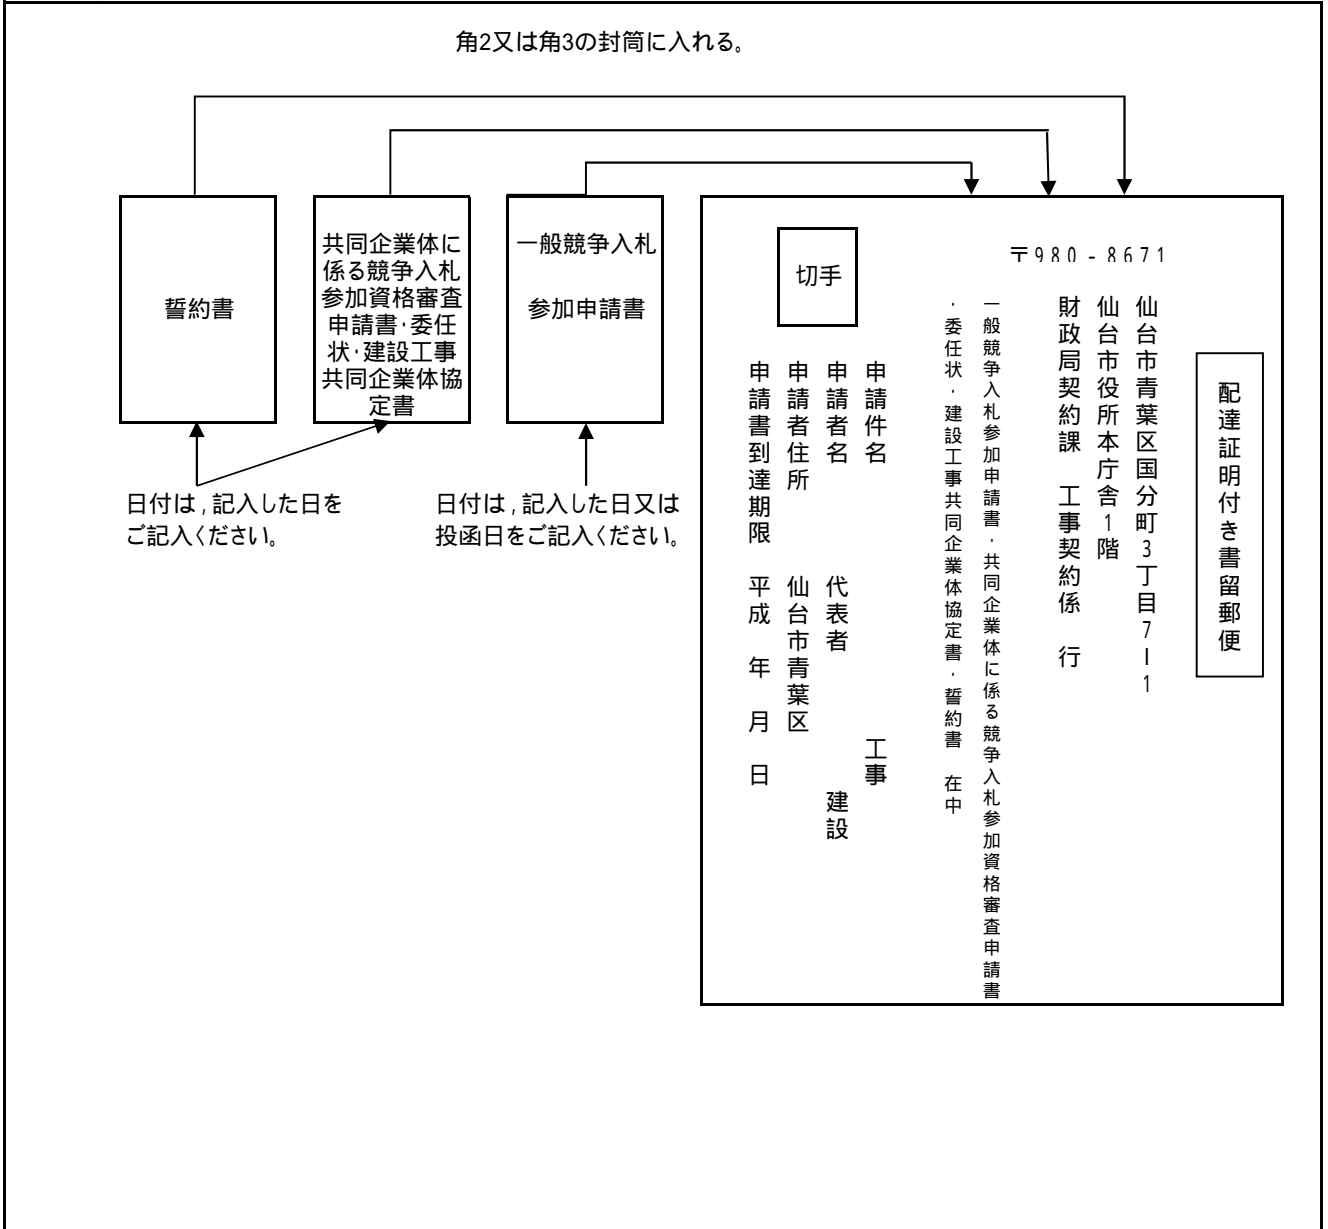 角2又は角3の封筒に入れる。
誓約書
共同企業体に
係る競争入札
参加資格審査
申請書・委任
状・建設工事
共同企業体協
定書
一般競争入札
参加申請書
日付は,記入した日を
ご記入ください。
日付は,記入した日又は
投函日をご記入ください。
切手
〒980-8671
配達証明付き書留郵便
仙台市青葉区国分町3丁目7ー1
仙台市役所本庁舎1階
財政局契約課 工事契約係 行
一般競争入札参加申請書・共同企業体に係る競争入札参加資格審査申請書
・委任状・建設工事共同企業体協定書・誓約書 在中
申請件名 工事
申請者名 代表者 建設
申請者住所 仙台市青葉区
申請書到達期限 平成 年 月 日